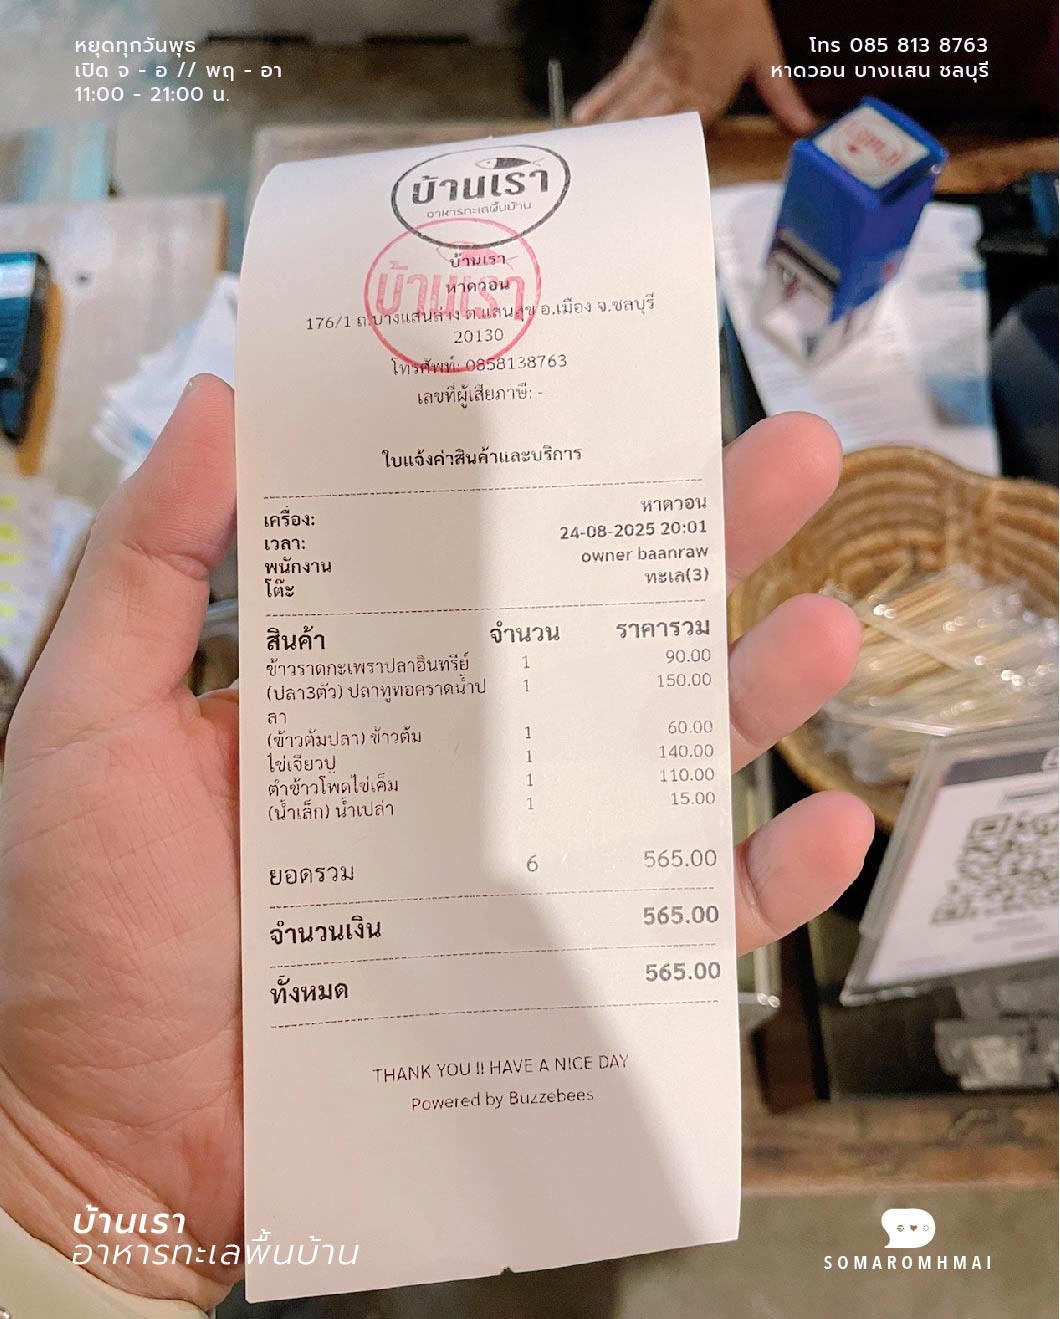 หยุดทุกวันพุธ
เปิด จ - อ // พฤ - อา
11:00 - 21:00 น.
โทร 085 813 8763
หาดวอน บางแสน ชลบุรี
บ้านเรา
อาหารทะเลพื้นบ้าน
บ้านเรา
บ้านเรา
หาดวอน
176/1 ถ.บางแสนล่าง ต.แสนสุข อ.เมือง จ.ชลบุรี
20130
โทรศัพท์: 0858138763
เลขที่ผู้เสียภาษี: -
ใบแจ้งค่าสินค้าและบริการ
เครื่อง: หาดวอน
เวลา: 24-08-2025 20:01
พนักงาน owner baanraw
โต๊ะ ทะเล(3)
สินค้า จำนวน ราคารวม
ข้าวราดกะเพราปลาอินทรีย์ 1 90.00
(ปลา3ตัว) ปลาทูทอดราดน้ำป 1 150.00
ลา
(ข้าวต้มปลา) ข้าวต้ม 1 60.00
ไข่เจียวปู 1 140.00
ตำข้าวโพดไข่เค็ม 1 110.00
(น้ำเล็ก) น้ำเปล่า 1 15.00
ยอดรวม 6 565.00
จำนวนเงิน 565.00
ทั้งหมด 565.00
THANK YOU !! HAVE A NICE DAY
Powered by Buzzebees
บ้านเรา
อาหารทะเลพื้นบ้าน
SOMAROMHMAI